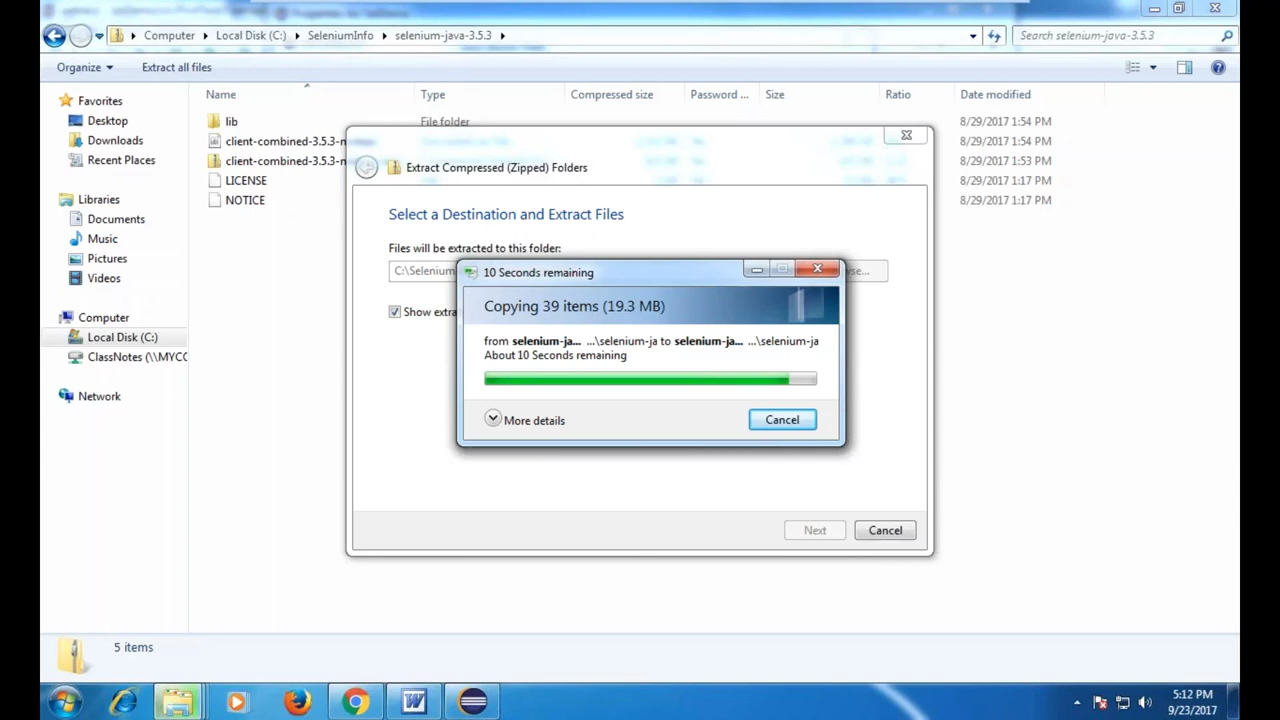 Computer Local Disk (C:) SeleniumInfo selenium-java-3.5.3
Search selenium-java-3.5.3
Organize Extract all files
Name Type Compressed size Password ... Size Ratio Date modified
Favorites
Desktop
Downloads
Recent Places
Libraries
Documents
Music
Pictures
Videos
Computer
Local Disk (C:)
ClassNotes (\\MYCC
Network
lib File folder 8/29/2017 1:54 PM
client-combined-3.5.3-n 8/29/2017 1:54 PM
client-combined-3.5.3-n 8/29/2017 1:53 PM
LICENSE 8/29/2017 1:17 PM
NOTICE 8/29/2017 1:17 PM
Extract Compressed (Zipped) Folders
Select a Destination and Extract Files
Files will be extracted to this folder:
C:\Selenium
Show extra
10 Seconds remaining
Copying 39 items (19.3 MB)
from selenium-ja... ...\selenium-ja to selenium-ja... ...\selenium-ja
About 10 Seconds remaining
More details
Cancel
Next Cancel
5 items
5:12 PM
9/23/2017